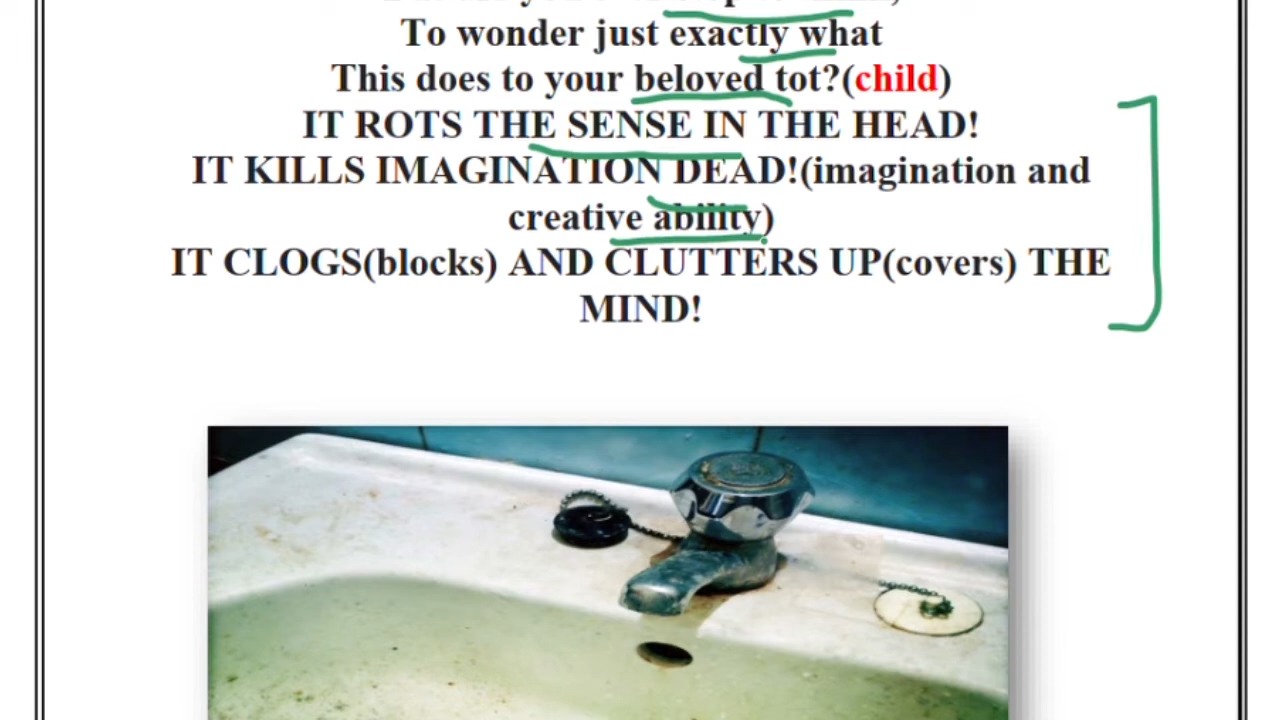 To wonder just exactly what
This does to your beloved tot?(child)
IT ROTS THE SENSE IN THE HEAD!
IT KILLS IMAGINATION DEAD!(imagination and
creative ability)
IT CLOGS(blocks) AND CLUTTERS UP(covers) THE
MIND!